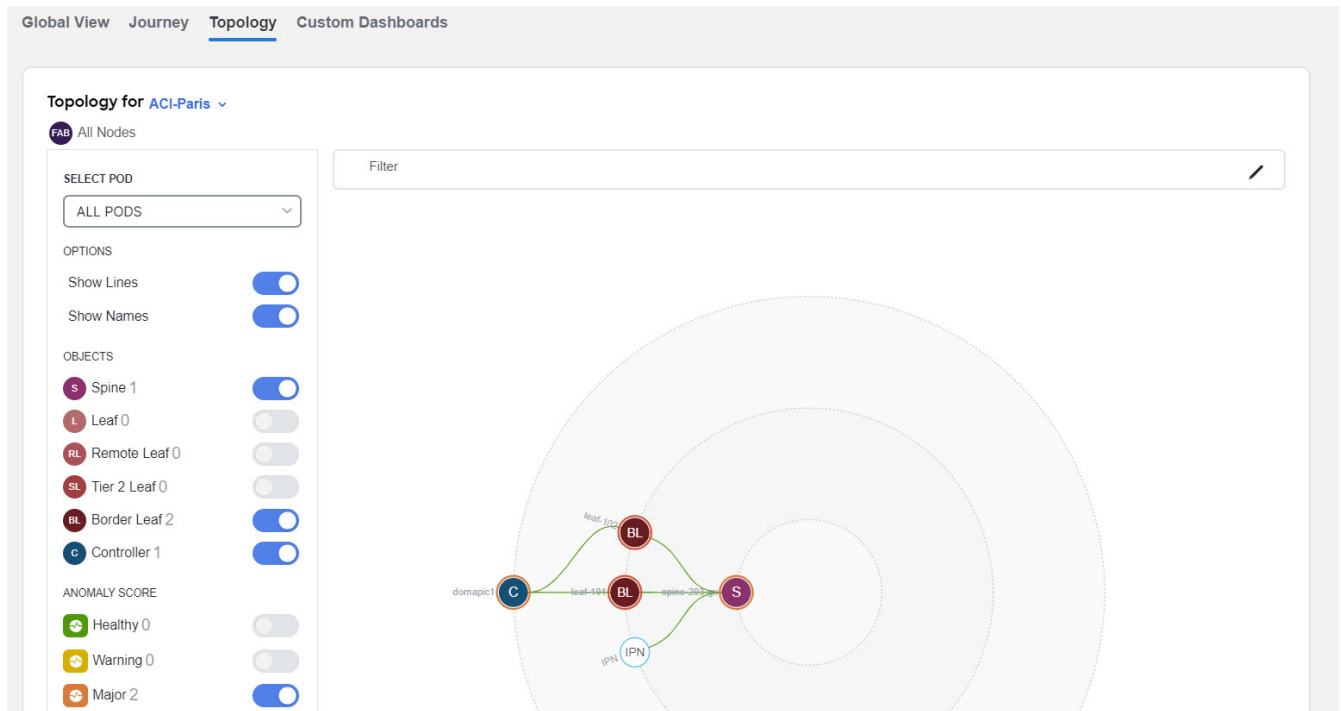 Global View Journey Topology Custom Dashboards
Topology for ACI-Paris
FAB All Nodes
SELECT POD
ALL PODS
OPTIONS
Show Lines
Show Names
OBJECTS
S Spine 1
L Leaf 0
RL Remote Leaf 0
SL Tier 2 Leaf 0
BL Border Leaf 2
C Controller 1
ANOMALY SCORE
Healthy 0
Warning 0
Major 2
Filter
leaf-102
BL
domapic1 C leaf-101 BL S
IPN IPN